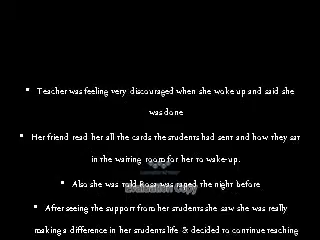 • Teacher was feeling very discouraged when she woke up and said she
was done
• Her friend read her all the cards the students had sent and how they sat
in the waiting room for her to wake-up.
• Also she was told Rosa was raped the night before
• After seeing the support from her students she saw she was really
making a difference in her students life & decided to continue teaching